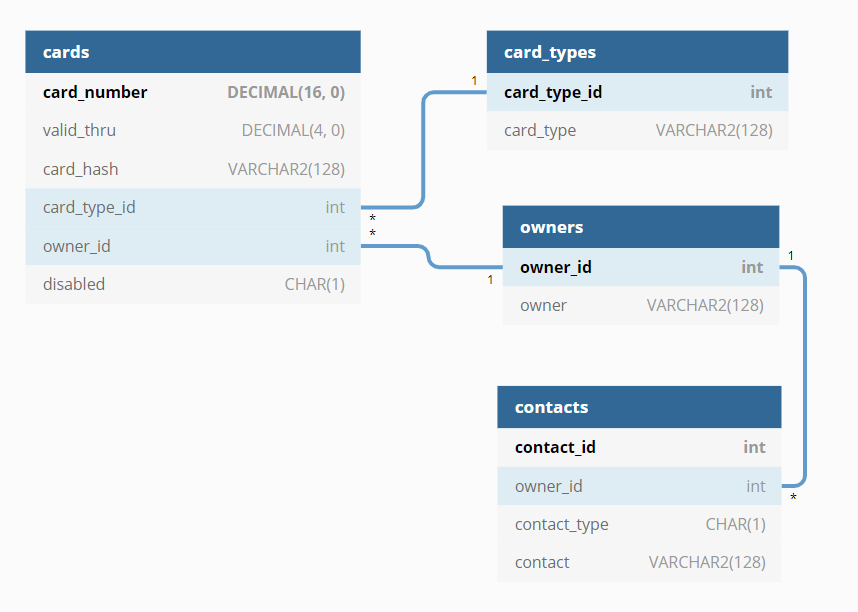 cards
card_number DECIMAL(16, 0)
valid_thru DECIMAL(4, 0)
card_hash VARCHAR2(128)
card_type_id int
owner_id int
disabled CHAR(1)
1
*
*
1
card_types
card_type_id int
card_type VARCHAR2(128)
owners
owner_id int
owner VARCHAR2(128)
1
contacts
contact_id int
owner_id int
contact_type CHAR(1)
contact VARCHAR2(128)
*